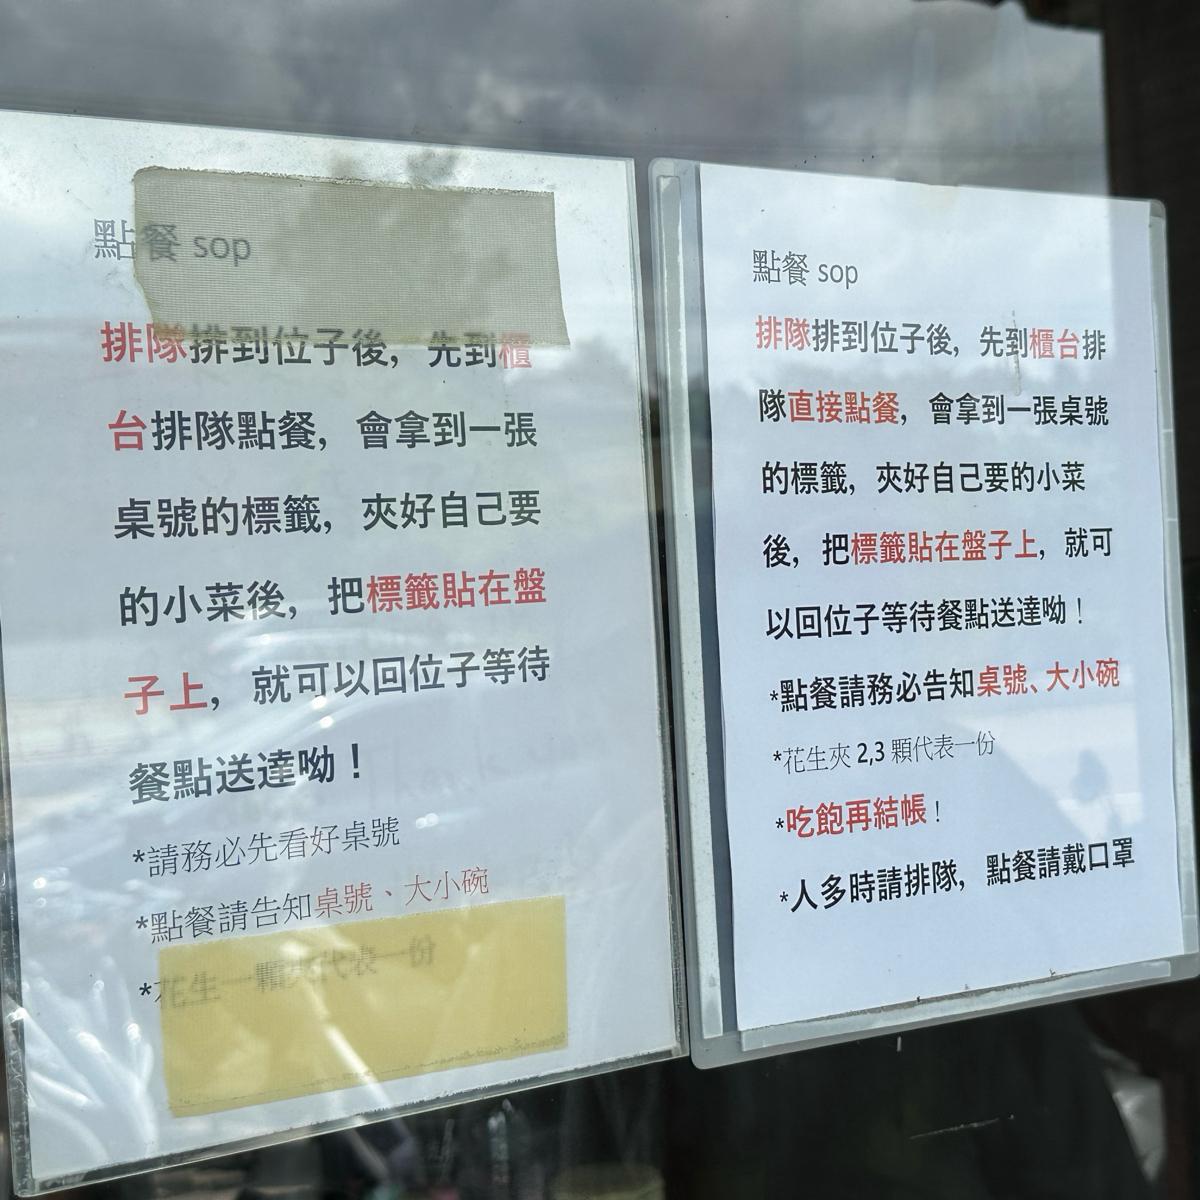 點餐 sop
排隊排到位子後，先到櫃
台排隊點餐，會拿到一張
桌號的標籤，夾好自己要
的小菜後，把標籤貼在盤
子上，就可以回位子等待
餐點送達呦！
*請務必先看好桌號
*點餐請告知桌號、大小碗
*花生一顆夾代表一份
點餐 sop
排隊排到位子後，先到櫃台排
隊直接點餐，會拿到一張桌號
的標籤，夾好自己要的小菜
後，把標籤貼在盤子上，就可
以回位子等待餐點送達呦！
*點餐請務必告知桌號、大小碗
*花生夾 2,3 顆代表一份
*吃飽再結帳！
*人多時請排隊，點餐請戴口罩